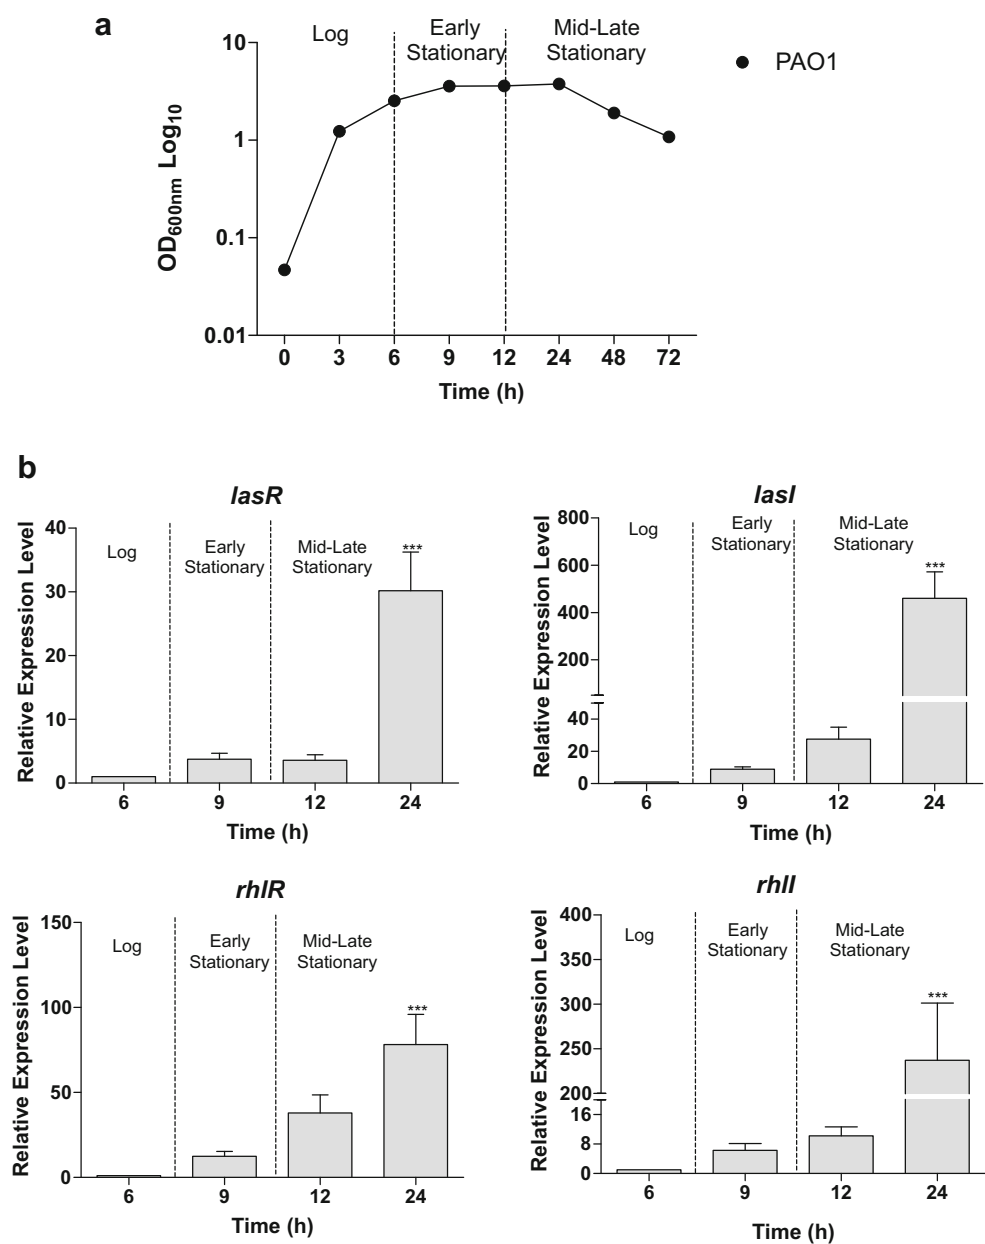 a
Log
Early
Stationary
Mid-Late
Stationary
PAO1
10
1
0.1
0.01
OD600nm Log10
0 3 6 9 12 24 48 72
Time (h)
b
lasR
Relative Expression Level
40
30
20
10
0
Log
Early
Stationary
Mid-Late
Stationary
***
6 9 12 24
Time (h)
lasI
Relative Expression Level
800
600
400
200
40
20
0
Log
Early
Stationary
Mid-Late
Stationary
***
6 9 12 24
Time (h)
rhlR
Relative Expression Level
150
100
50
0
Log
Early
Stationary
Mid-Late
Stationary
***
6 9 12 24
Time (h)
rhlI
Relative Expression Level
400
350
300
250
200
16
8
0
Log
Early
Stationary
Mid-Late
Stationary
***
6 9 12 24
Time (h)